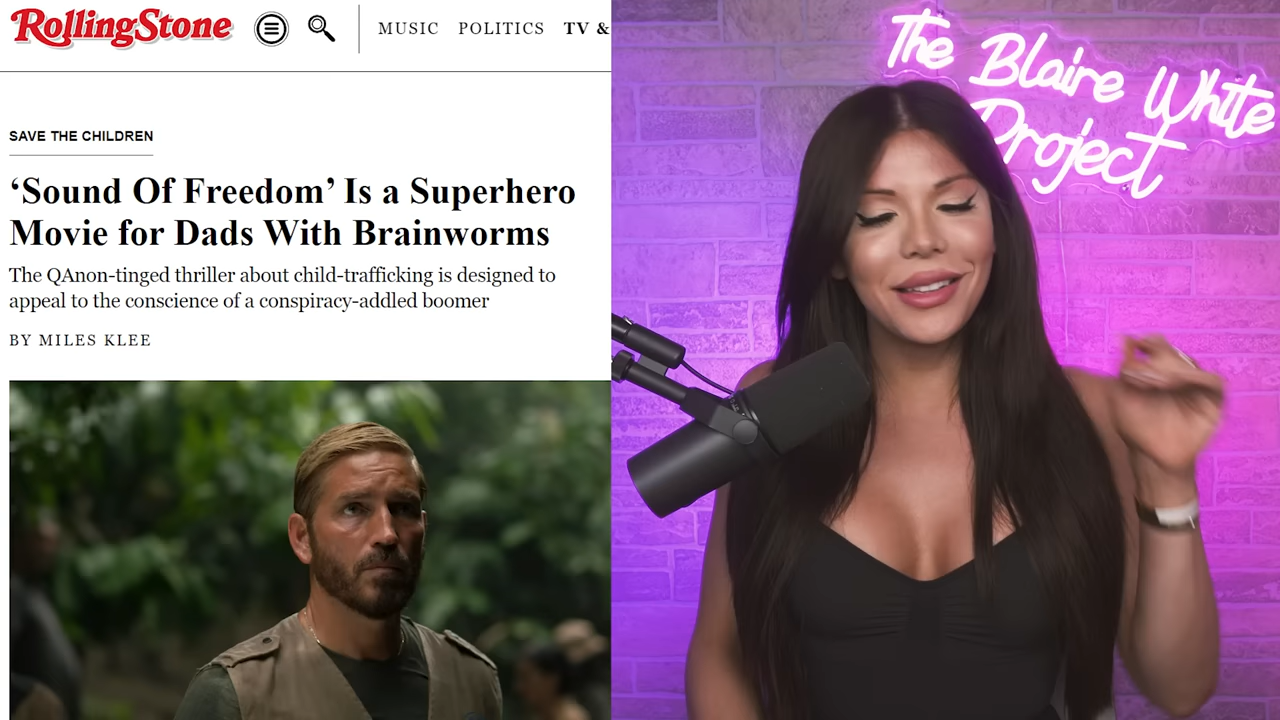 RollingStone
MUSIC POLITICS TV &
SAVE THE CHILDREN
‘Sound Of Freedom’ Is a Superhero
Movie for Dads With Brainworms
The QAnon-tinged thriller about child-trafficking is designed to
appeal to the conscience of a conspiracy-addled boomer
BY MILES KLEE
The Blaire White
Project